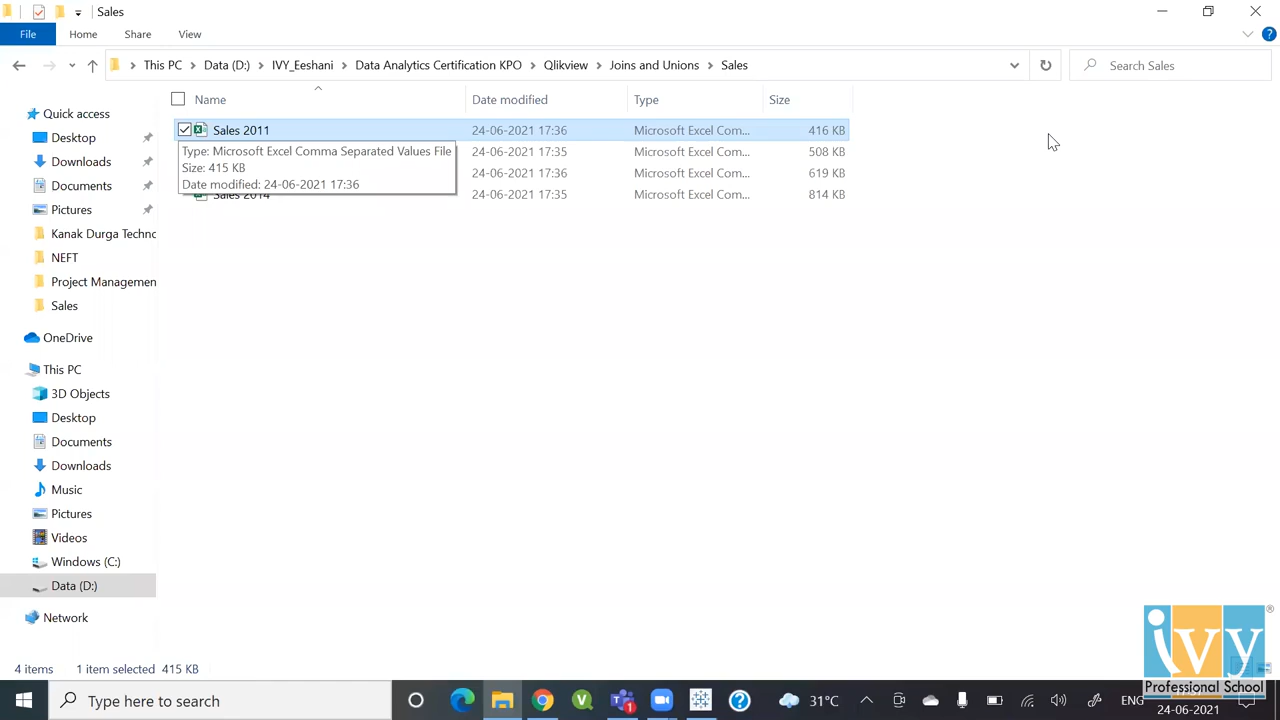 Sales
File Home Share View
This PC Data (D:) IVY_Eeshani Data Analytics Certification KPO Qlikview Joins and Unions Sales Search Sales
Name Date modified Type Size
Sales 2011 24-06-2021 17:36 Microsoft Excel Com... 416 KB
24-06-2021 17:35 Microsoft Excel Com... 508 KB
24-06-2021 17:36 Microsoft Excel Com... 619 KB
Sales 2014 24-06-2021 17:35 Microsoft Excel Com... 814 KB
Type: Microsoft Excel Comma Separated Values File
Size: 415 KB
Date modified: 24-06-2021 17:36
Quick access
Desktop
Downloads
Documents
Pictures
Kanak Durga Techno
NEFT
Project Managemen
Sales
OneDrive
This PC
3D Objects
Desktop
Documents
Downloads
Music
Pictures
Videos
Windows (C:)
Data (D:)
Network
4 items 1 item selected 415 KB
ivy ®
Professional School
Type here to search
31°C
ENG
24-06-2021